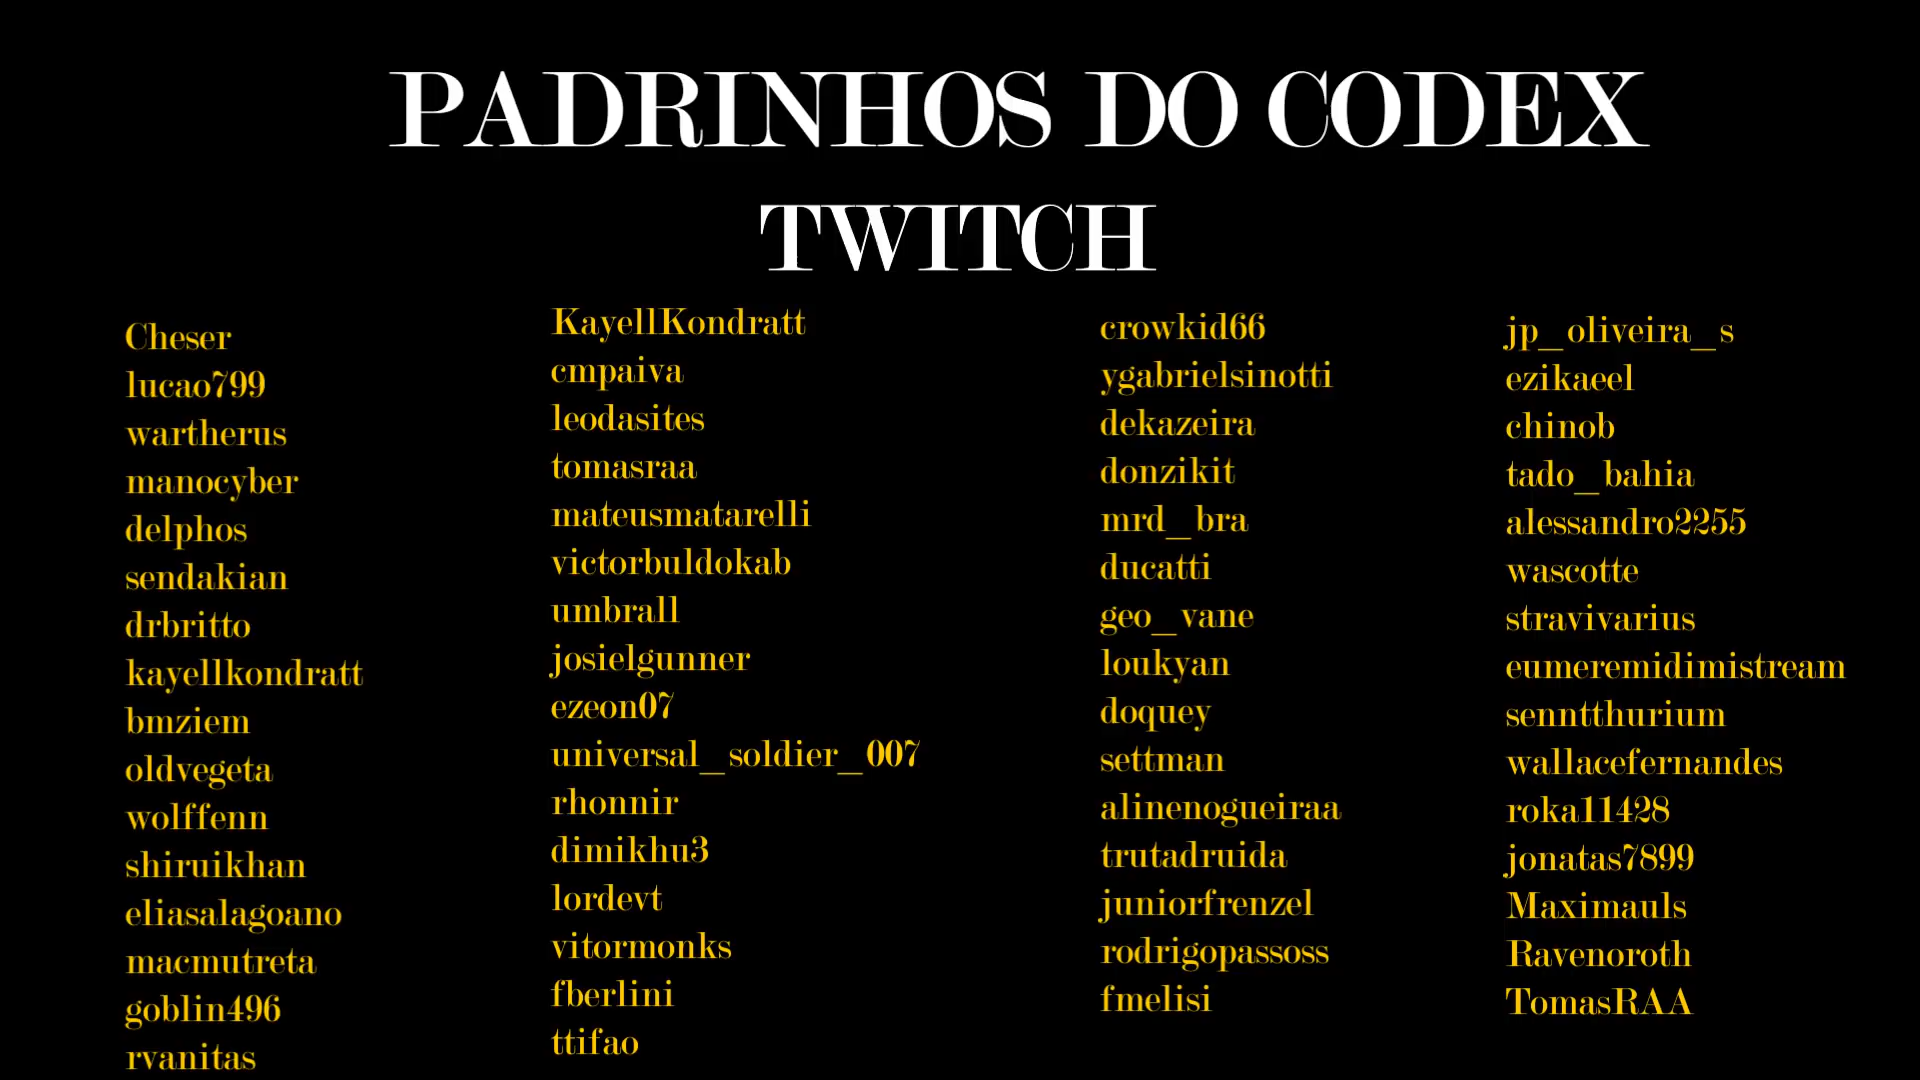 PADRINHOS DO CODEX
TWITCH
Cheser
lucao799
wartherus
manocyber
delphos
sendakian
drbritto
kayellkondratt
bmziem
oldvegeta
wolffenn
shiruikhan
eliasalagoano
macmutreta
goblin496
rvanitas
KayellKondratt
cmpaiva
leodasites
tomasraa
mateusmatarelli
victorbuldokab
umbrall
josielgunner
ezeon07
universal_soldier_007
rhonnir
dimikhu3
lordevt
vitormonks
fberlini
ttifao
crowkid66
ygabrielsinotti
dekazeira
donzikit
mrd_bra
ducatti
geo_vane
loukyan
doquey
settman
alinenogueiraa
trutadruida
juniorfrenzel
rodrigopassoss
fmelisi
jp_oliveira_s
ezikaeel
chinob
tado_bahia
alessandro2255
wascotte
stravivarius
eumeremidimistream
senntthurium
wallacefernandes
roka11428
jonatas7899
Maximauls
Ravenoroth
TomasRAA